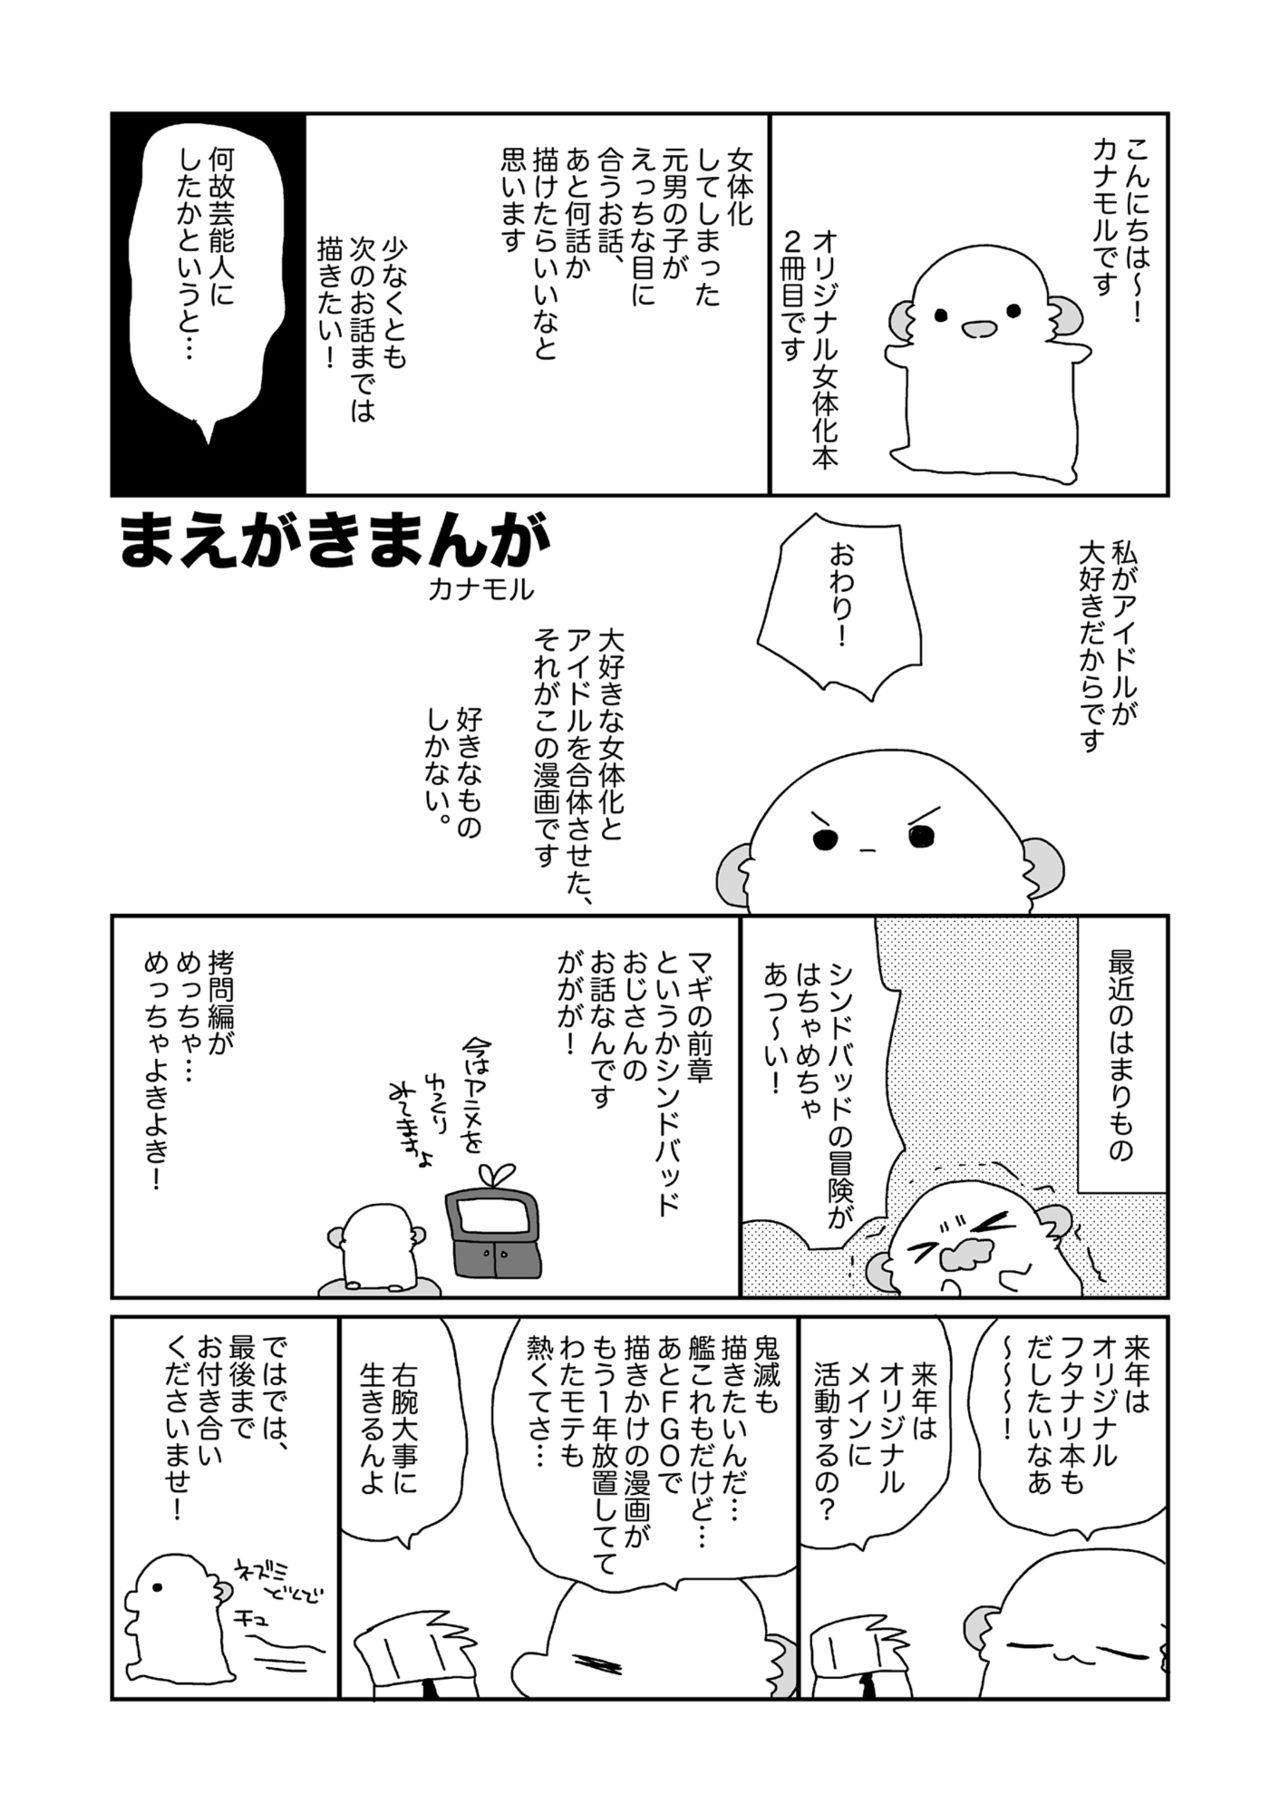 こんにちは～！
カナモルです
オリジナル女体化本
２冊目です
女体化
してしまった
元男の子が
えっちな目に
合うお話、
あと何話か
描けたらいいなと
思います
少なくとも
次のお話までは
描きたい！
何故芸能人に
したかというと…
まえがきまんが
カナモル
私がアイドルが
大好きだからです
おわり！
大好きな女体化と
アイドルを合体させた、
それがこの漫画です
好きなもの
しかない。
最近のはまりもの
シンドバッドの冒険が
はちゃめちゃ
あつ～い！
マギの前章
というかシンドバッド
おじさんの
お話なんです
ががが！
今はアニメを
ゆっくり
みてますよ
拷問編が
めっちゃ…
めっちゃよきよき！
来年は
オリジナル
フタナリ本も
だしたいなあ
～～～！
来年は
オリジナル
メインに
活動するの？
鬼滅も
描きたいんだ…
艦これもだけど…
あとFGOで
描きかけの漫画が
もう１年放置してて
わたモテも
熱くてさ…
右腕大事に
生きるんよ
ではでは、
最後まで
お付き合い
くださいませ！
ネズミ
どくで
チュ